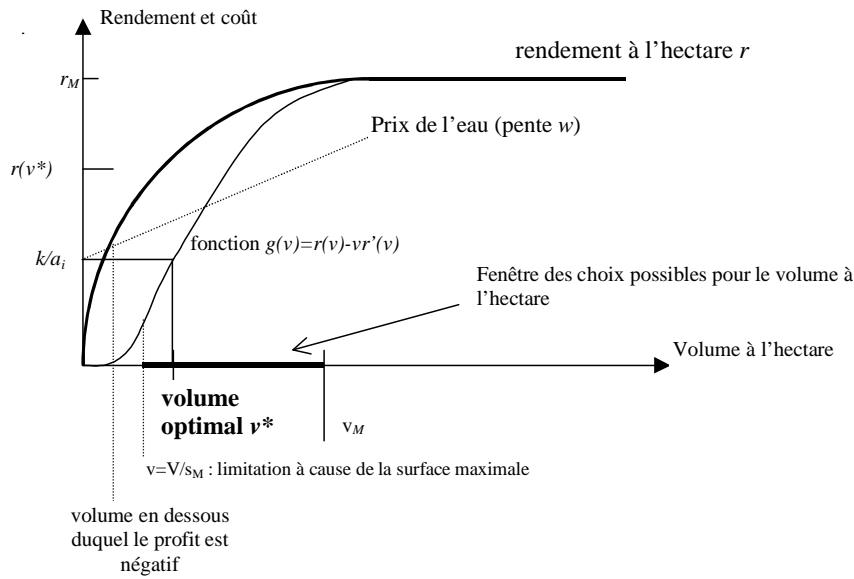 Rendement et coût
rendement à l'hectare r
r_M
Prix de l'eau (pente w)
r(v*)
fonction g(v)=r(v)-vr'(v)
k/a_i
Fenêtre des choix possibles pour le volume à
l'hectare
Volume à l'hectare
volume
optimal v*
v_M
v=V/s_M : limitation à cause de la surface maximale
volume en dessous
duquel le profit est
négatif